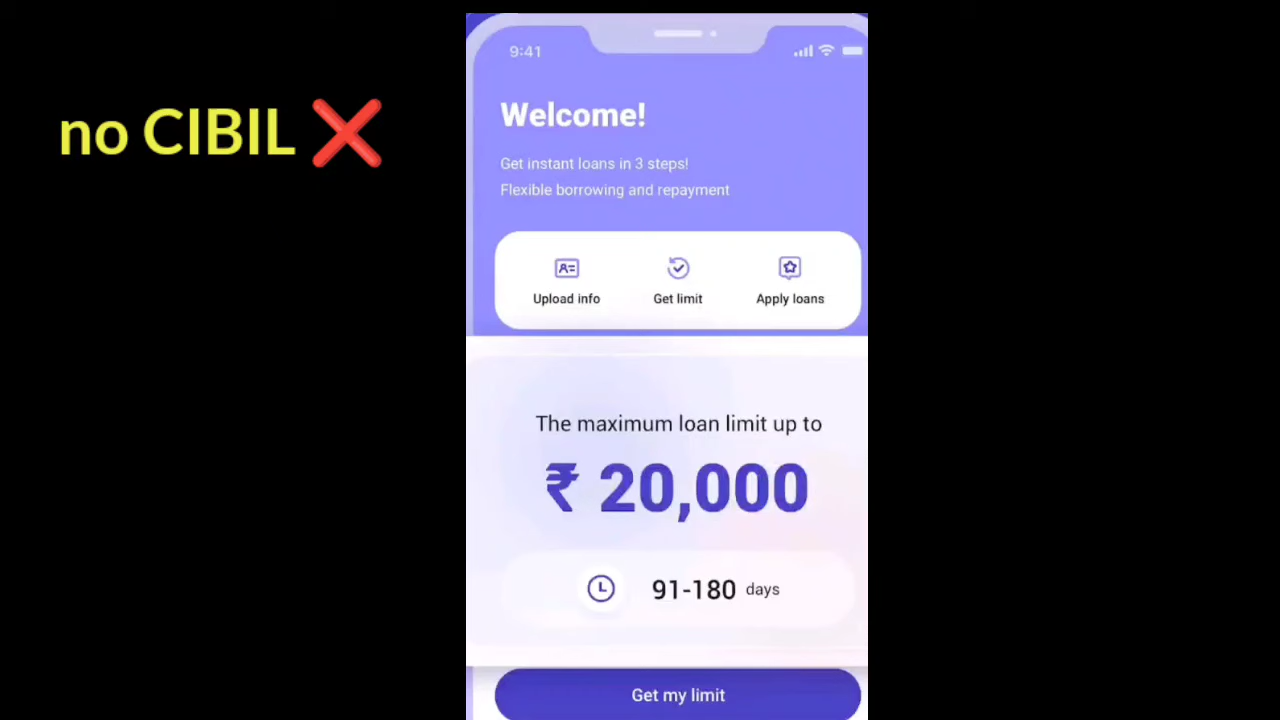 no CIBIL ❌
9:41
Welcome!
Get instant loans in 3 steps!
Flexible borrowing and repayment
Upload info
Get limit
Apply loans
The maximum loan limit up to
₹ 20,000
91-180 days
Get my limit